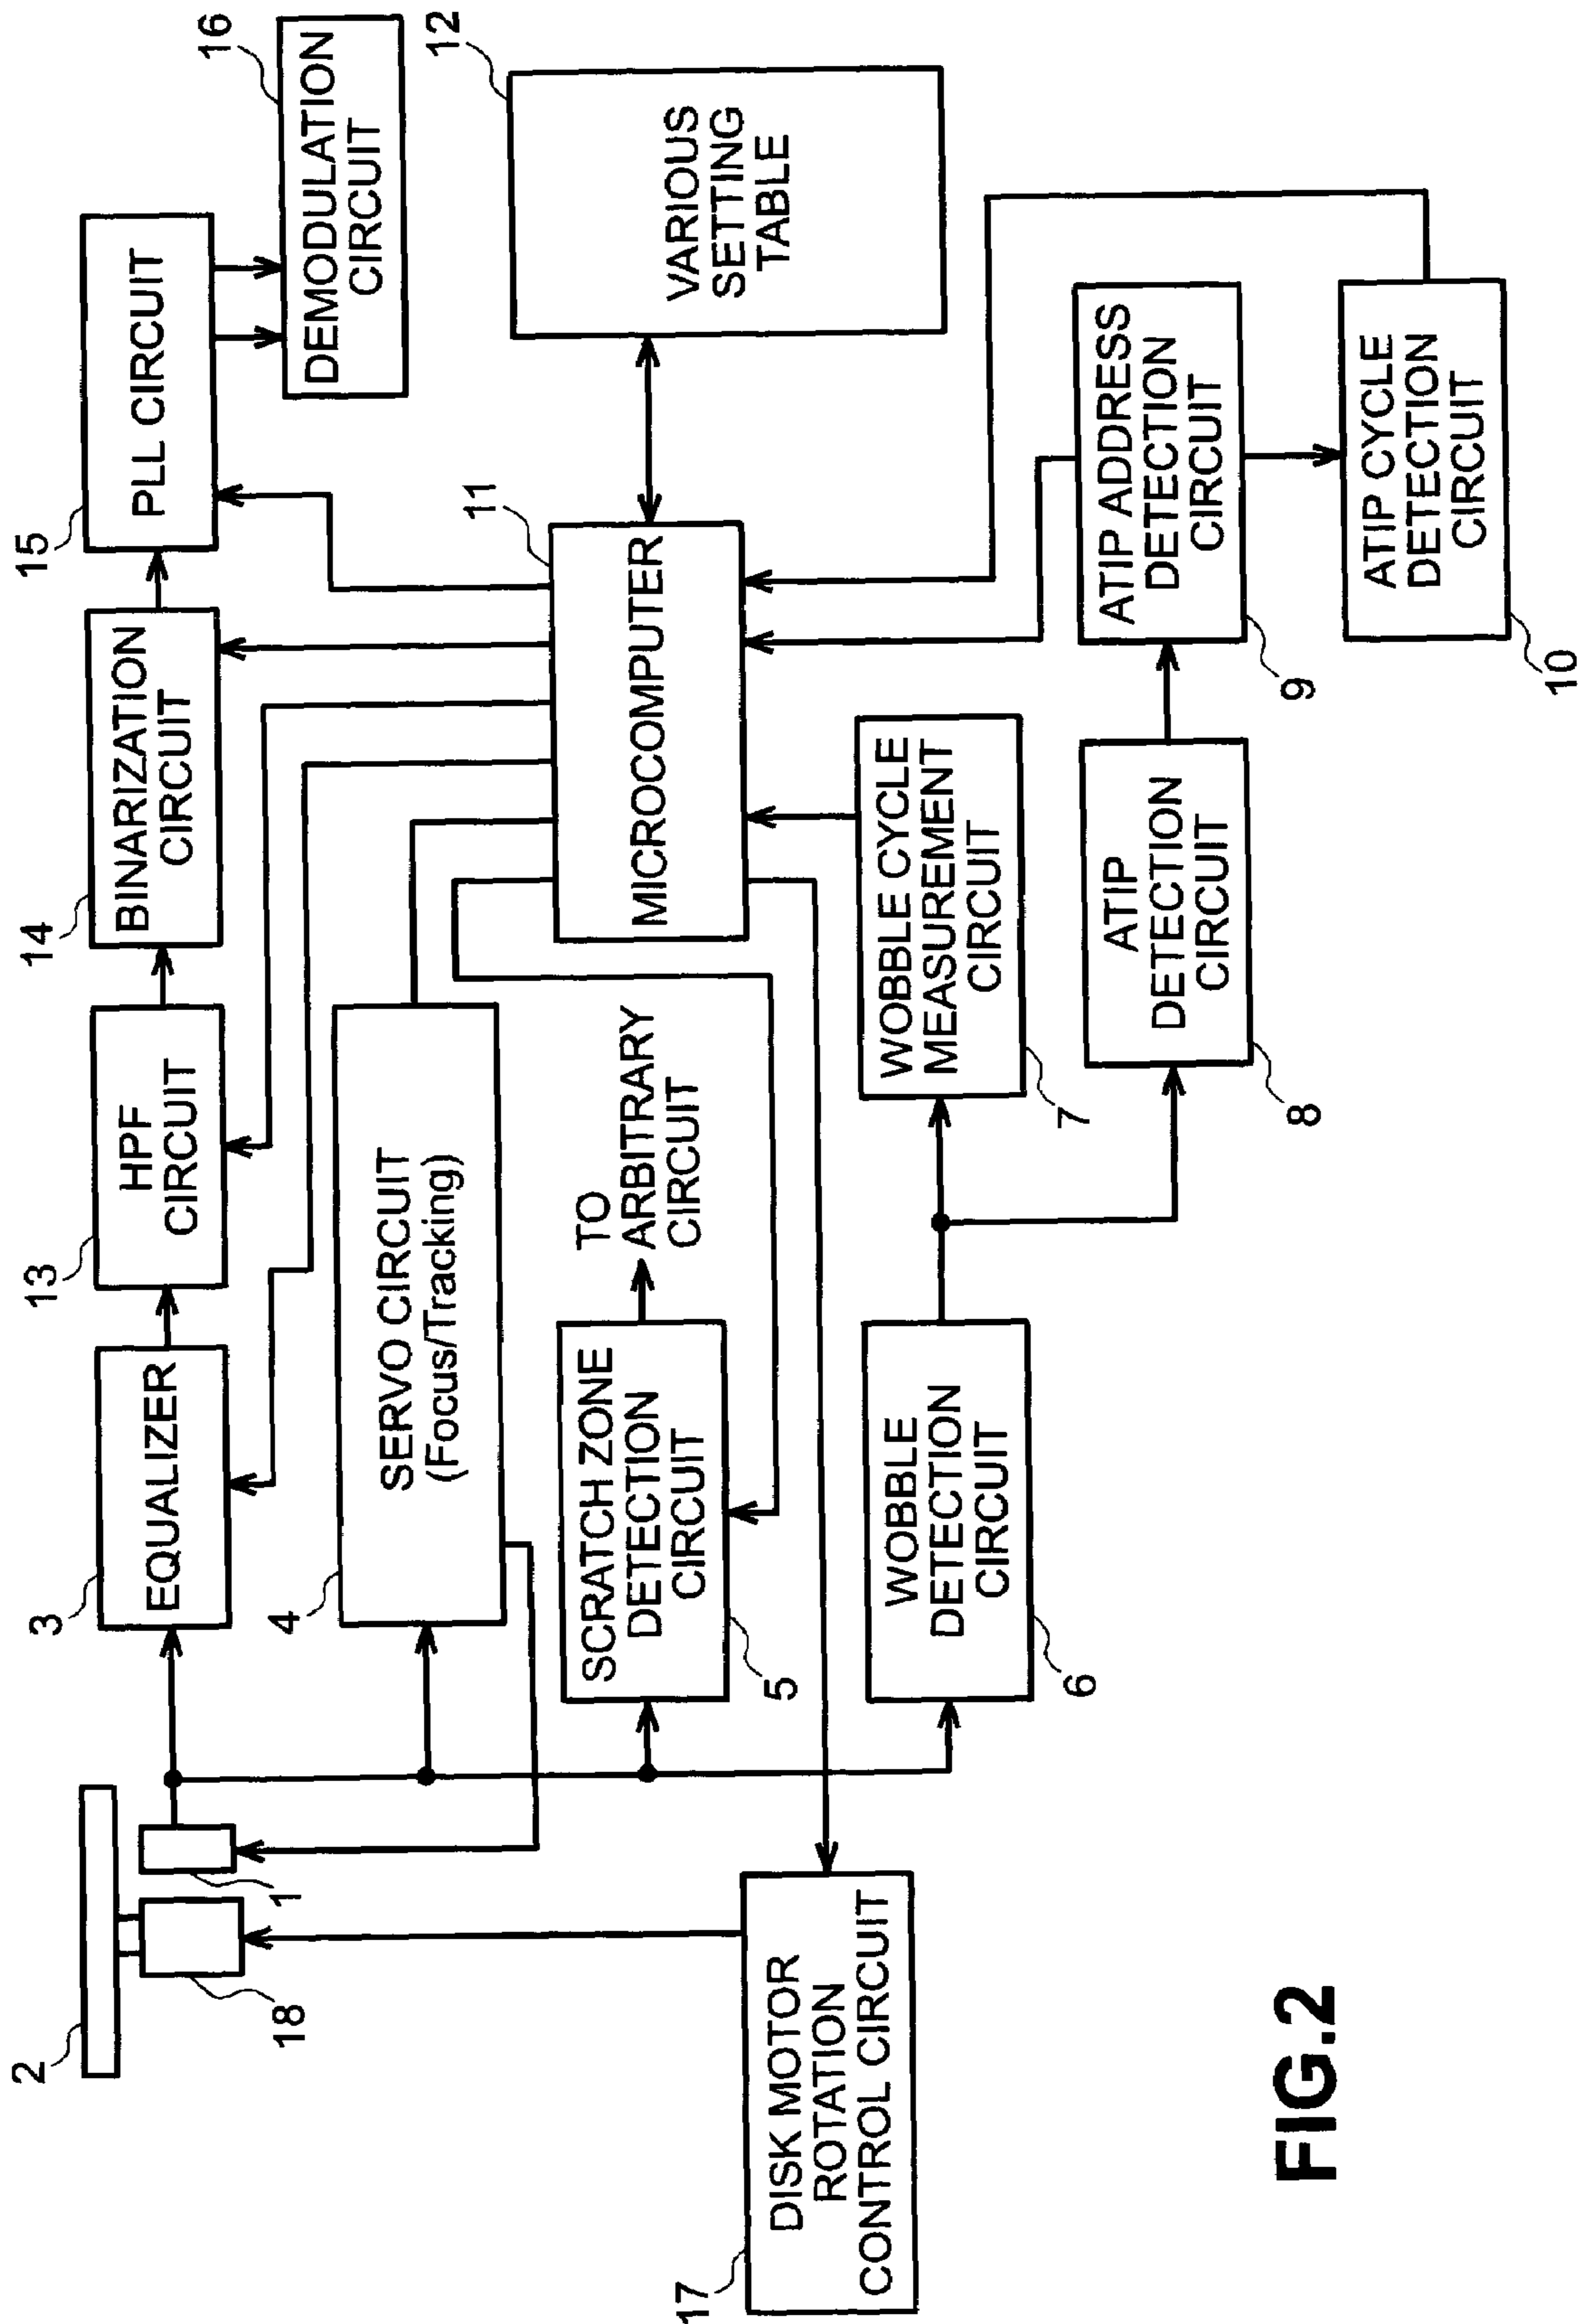 2
18
1
3
EQUALIZER
13
HPF
CIRCUIT
14
BINARIZATION
CIRCUIT
15
PLL CIRCUIT
16
DEMODULATION
CIRCUIT
4
SERVO CIRCUIT
(Focus/Tracking)
11
MICROCOMPUTER
12
VARIOUS
SETTING
TABLE
SCRATCH ZONE
DETECTION
CIRCUIT
5
TO
ARBITRARY
CIRCUIT
17
DISK MOTOR
ROTATION
CONTROL CIRCUIT
WOBBLE
DETECTION
CIRCUIT
6
WOBBLE CYCLE
MEASUREMENT
CIRCUIT
7
ATIP
DETECTION
CIRCUIT
8
ATIP ADDRESS
DETECTION
CIRCUIT
9
ATIP CYCLE
DETECTION
CIRCUIT
10
FIG.2